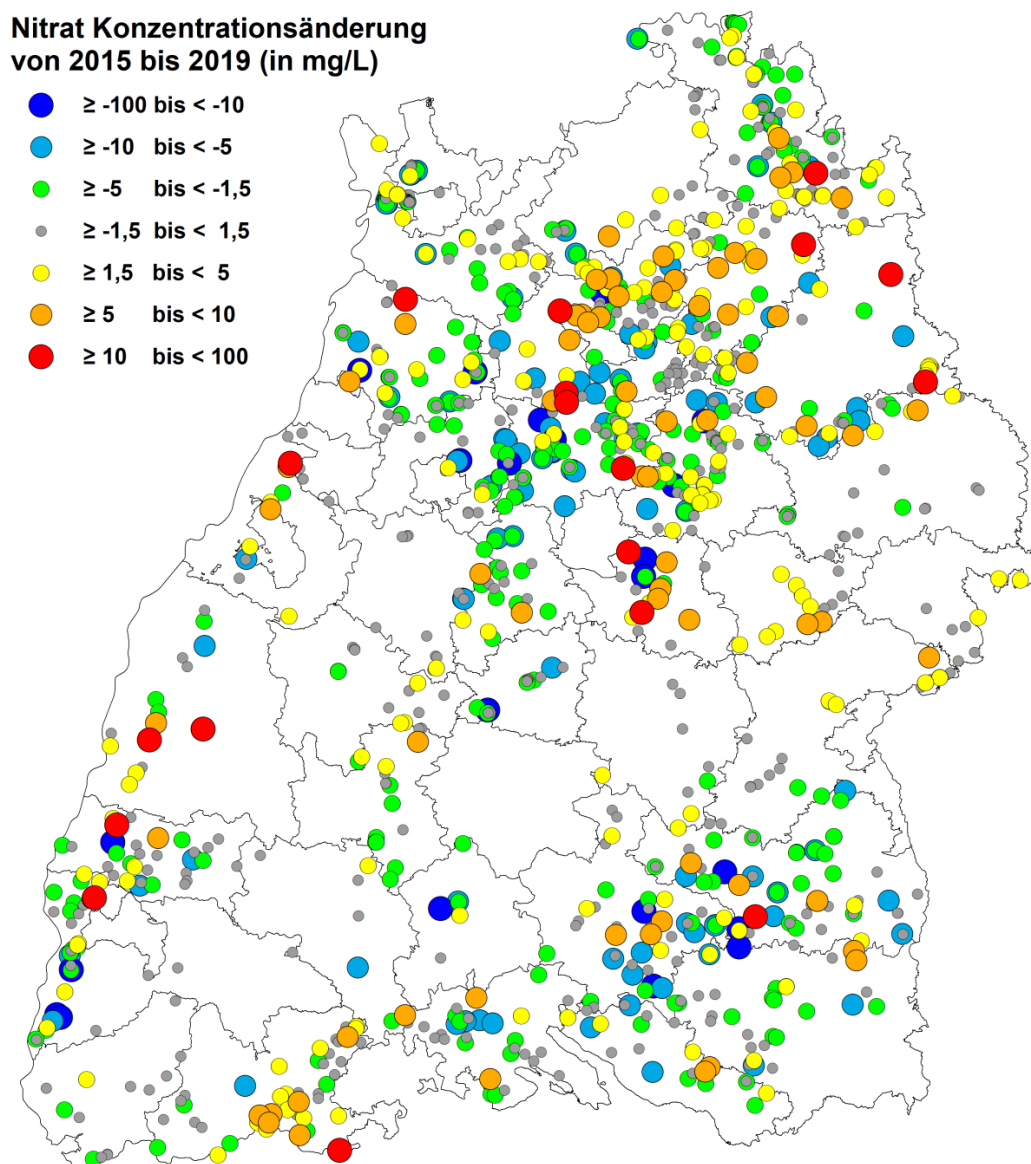 Nitrat Konzentrationsänderung
von 2015 bis 2019 (in mg/L)
≥ -100 bis < -10
≥ -10 bis < -5
≥ -5 bis < -1,5
≥ -1,5 bis < 1,5
≥ 1,5 bis < 5
≥ 5 bis < 10
≥ 10 bis < 100